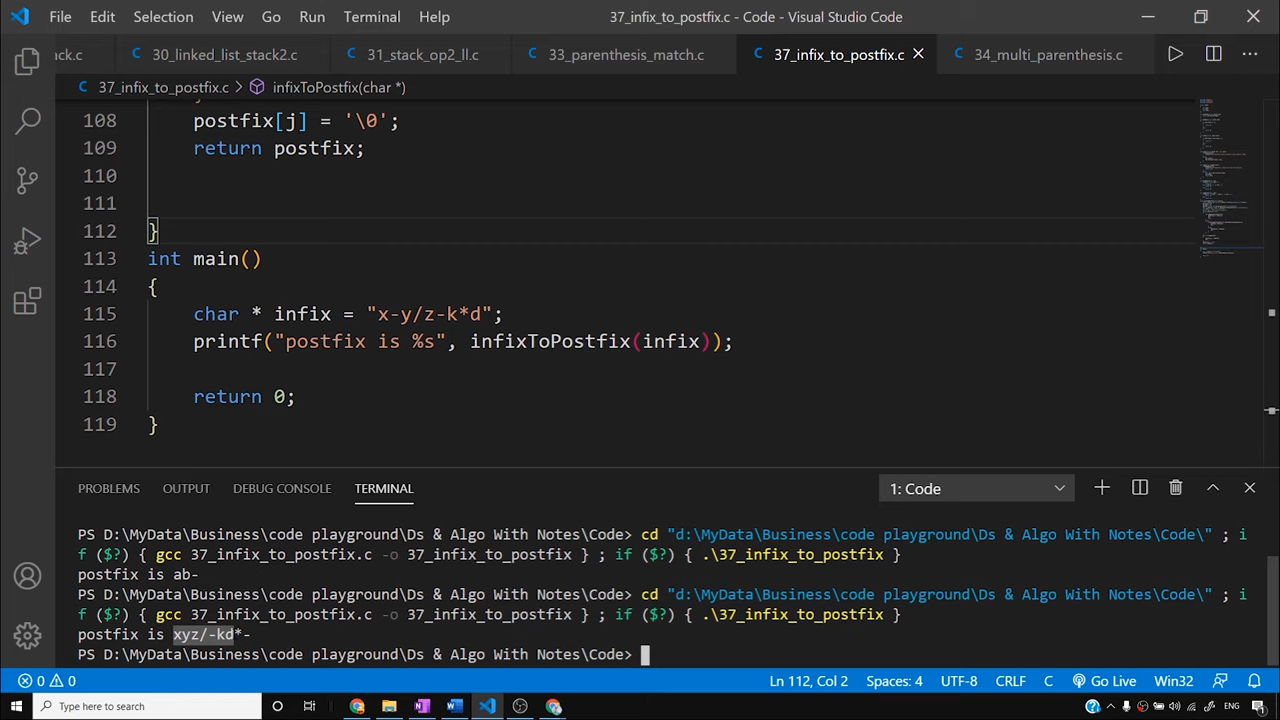 File Edit Selection View Go Run Terminal Help 37_infix_to_postfix.c - Code - Visual Studio Code
ack.c 30_linked_list_stack2.c 31_stack_op2_ll.c 33_parenthesis_match.c 37_infix_to_postfix.c 34_multi_parenthesis.c
37_infix_to_postfix.c > infixToPostfix(char *)
108 postfix[j] = '\0';
109 return postfix;
110
111
112 }
113 int main()
114 {
115 char * infix = "x-y/z-k*d";
116 printf("postfix is %s", infixToPostfix(infix));
117
118 return 0;
119 }
PROBLEMS OUTPUT DEBUG CONSOLE TERMINAL 1: Code
PS D:\MyData\Business\code playground\Ds & Algo With Notes\Code> cd "d:\MyData\Business\code playground\Ds & Algo With Notes\Code\" ; i
f ($?) { gcc 37_infix_to_postfix.c -o 37_infix_to_postfix } ; if ($?) { .\37_infix_to_postfix }
postfix is ab-
PS D:\MyData\Business\code playground\Ds & Algo With Notes\Code> cd "d:\MyData\Business\code playground\Ds & Algo With Notes\Code\" ; i
f ($?) { gcc 37_infix_to_postfix.c -o 37_infix_to_postfix } ; if ($?) { .\37_infix_to_postfix }
postfix is xyz/-kd*-
PS D:\MyData\Business\code playground\Ds & Algo With Notes\Code>
0 0 Ln 112, Col 2 Spaces: 4 UTF-8 CRLF C Go Live Win32
Type here to search ENG